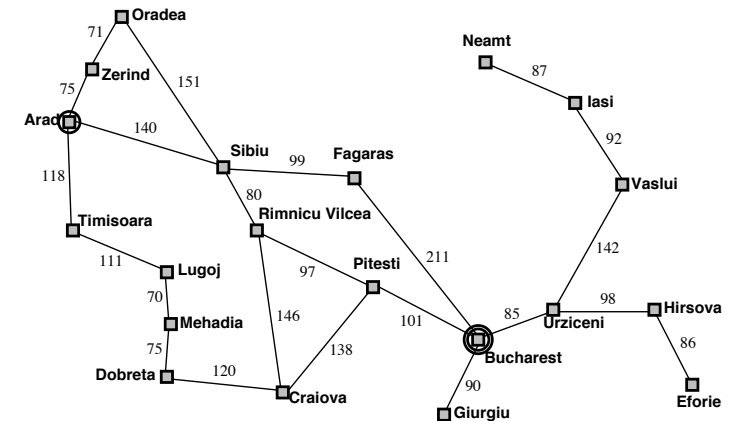 Oradea
71
Neamt
Zerind
87
75
151
Iasi
Arad
140
92
Sibiu
99
Fagaras
118
80
Vaslui
Timisoara
Rimnicu Vilcea
111
211
142
Lugoj
97
Pitesti
70
146
101
85
98
Hirsova
Mehadia
Urziceni
75
138
86
Bucharest
Dobreta
120
90
Craiova
Eforie
Giurgiu